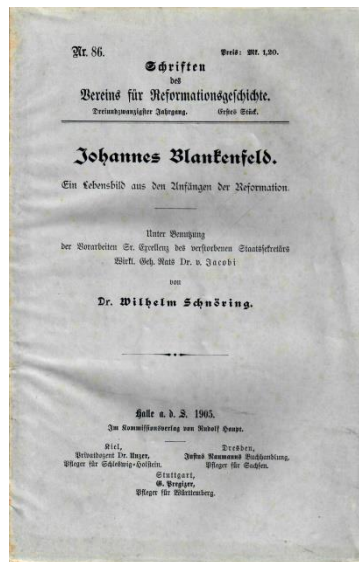 Nr. 86.
Preis: Mk. 1,20.
Schriften
des
Vereins für Reformationsgeschichte.
Dreiundzwanzigster Jahrgang.
Erstes Stück.
Johannes Blankenfeld.
Ein Lebensbild aus den Anfängen der Reformation.
Unter Benutzung
der Vorarbeiten Sr. Excellenz des verstorbenen Staatssekretärs
Wirkl. Geh. Rats Dr. v. Jacobi
von
Dr. Wilhelm Schnöring.
Halle a. d. S. 1905.
Im Kommissionsverlag von Rudolf Haupt.
Kiel,
Privatdozent Dr. Unzer,
Pfleger für Schleswig-Holstein.
Dresden,
Justus Naumanns Buchhandlung,
Pfleger für Sachsen.
Stuttgart,
G. Pregizer,
Pfleger für Württemberg.